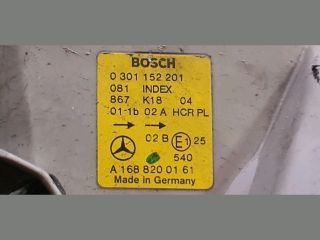 BOSCH
0 301 152 201
081 INDEX
867 K18 04
01-1b 02 A HCR PL
02 B E1 25
540
A 168 820 01 61
Made in Germany